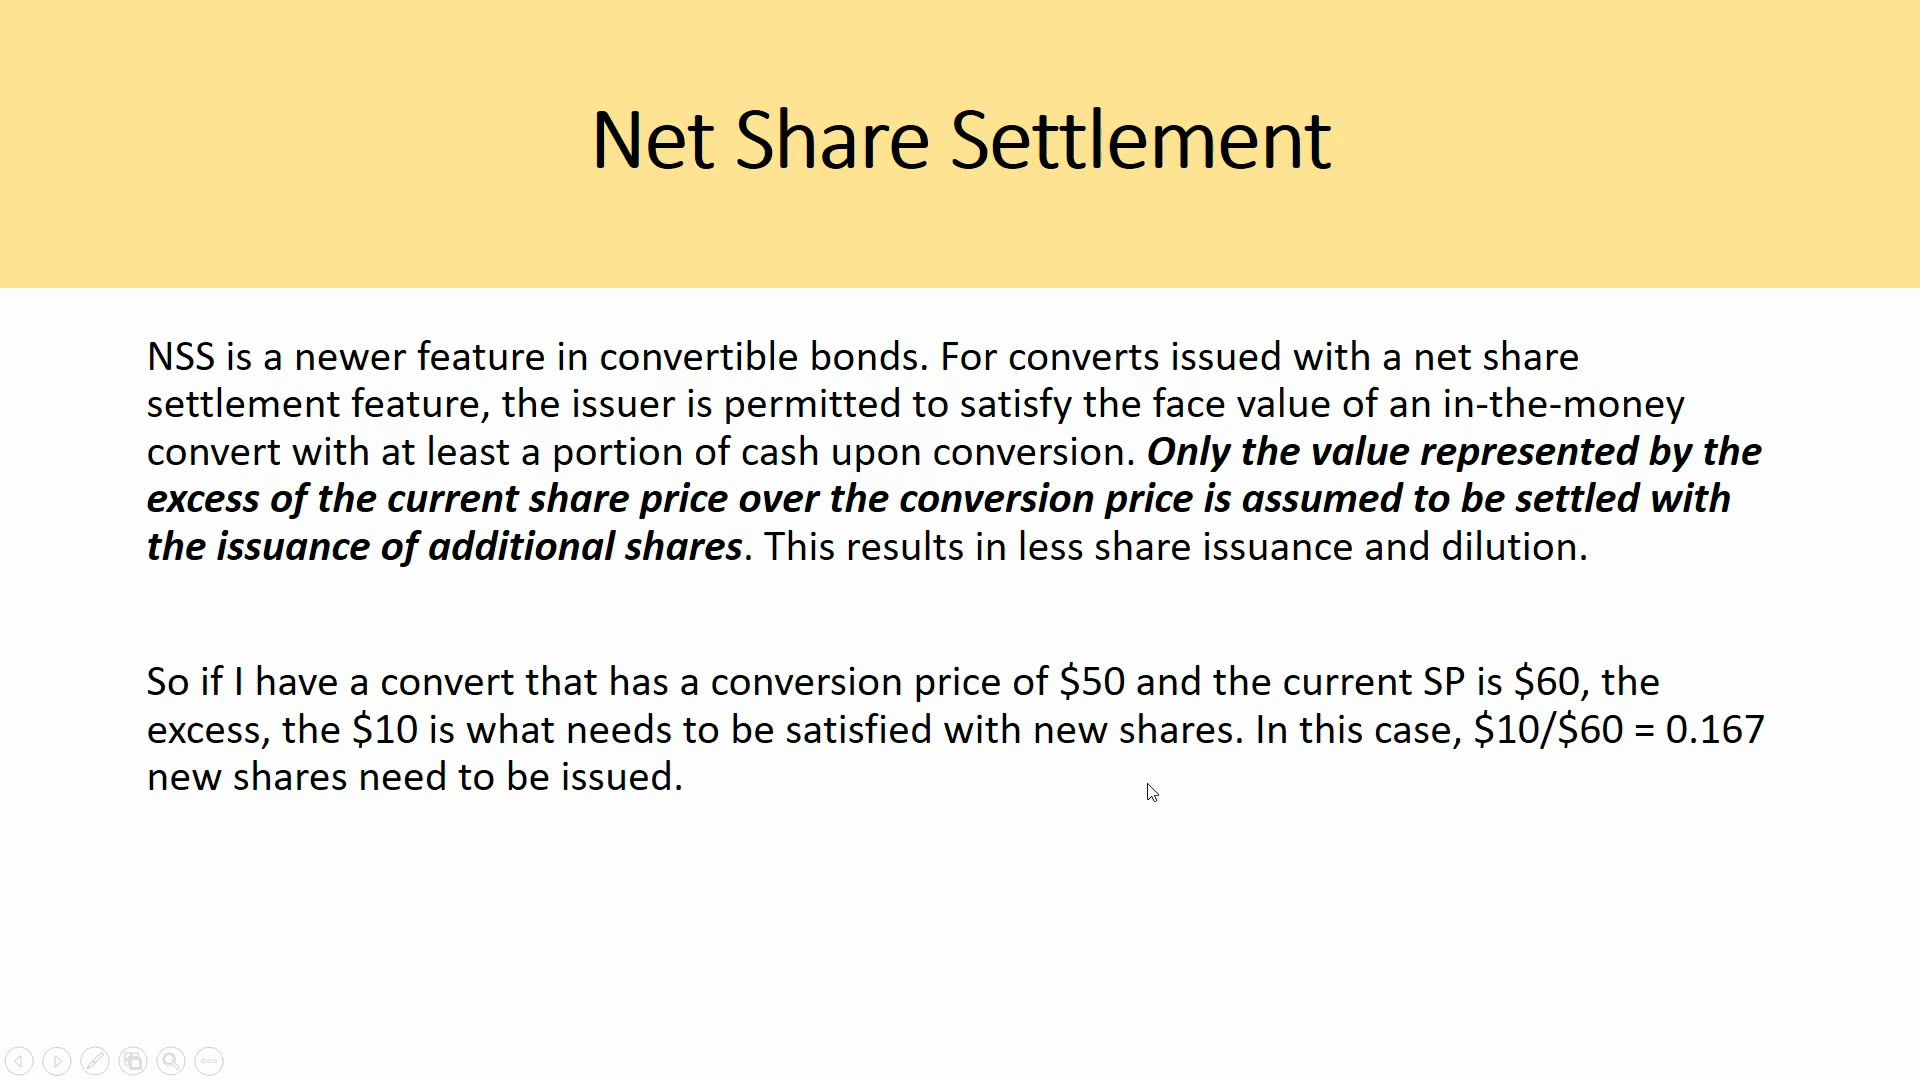 Net Share Settlement
NSS is a newer feature in convertible bonds. For converts issued with a net share
settlement feature, the issuer is permitted to satisfy the face value of an in-the-money
convert with at least a portion of cash upon conversion. Only the value represented by the
excess of the current share price over the conversion price is assumed to be settled with
the issuance of additional shares. This results in less share issuance and dilution.
So if I have a convert that has a conversion price of $50 and the current SP is $60, the
excess, the $10 is what needs to be satisfied with new shares. In this case, $10/$60 = 0.167
new shares need to be issued.